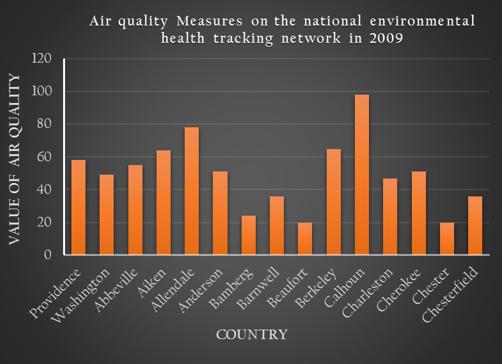 Air quality Measures on the national environmental
health tracking network in 2009
120
100
80
60
40
20
0
VALUE OF AIR QUALITY
Providence
Washington
Abbeville
Aiken
Allendale
Anderson
Bamberg
Barnwell
Beaufort
Berkeley
Calhoun
Charleston
Cherokee
Chester
Chesterfield
COUNTRY